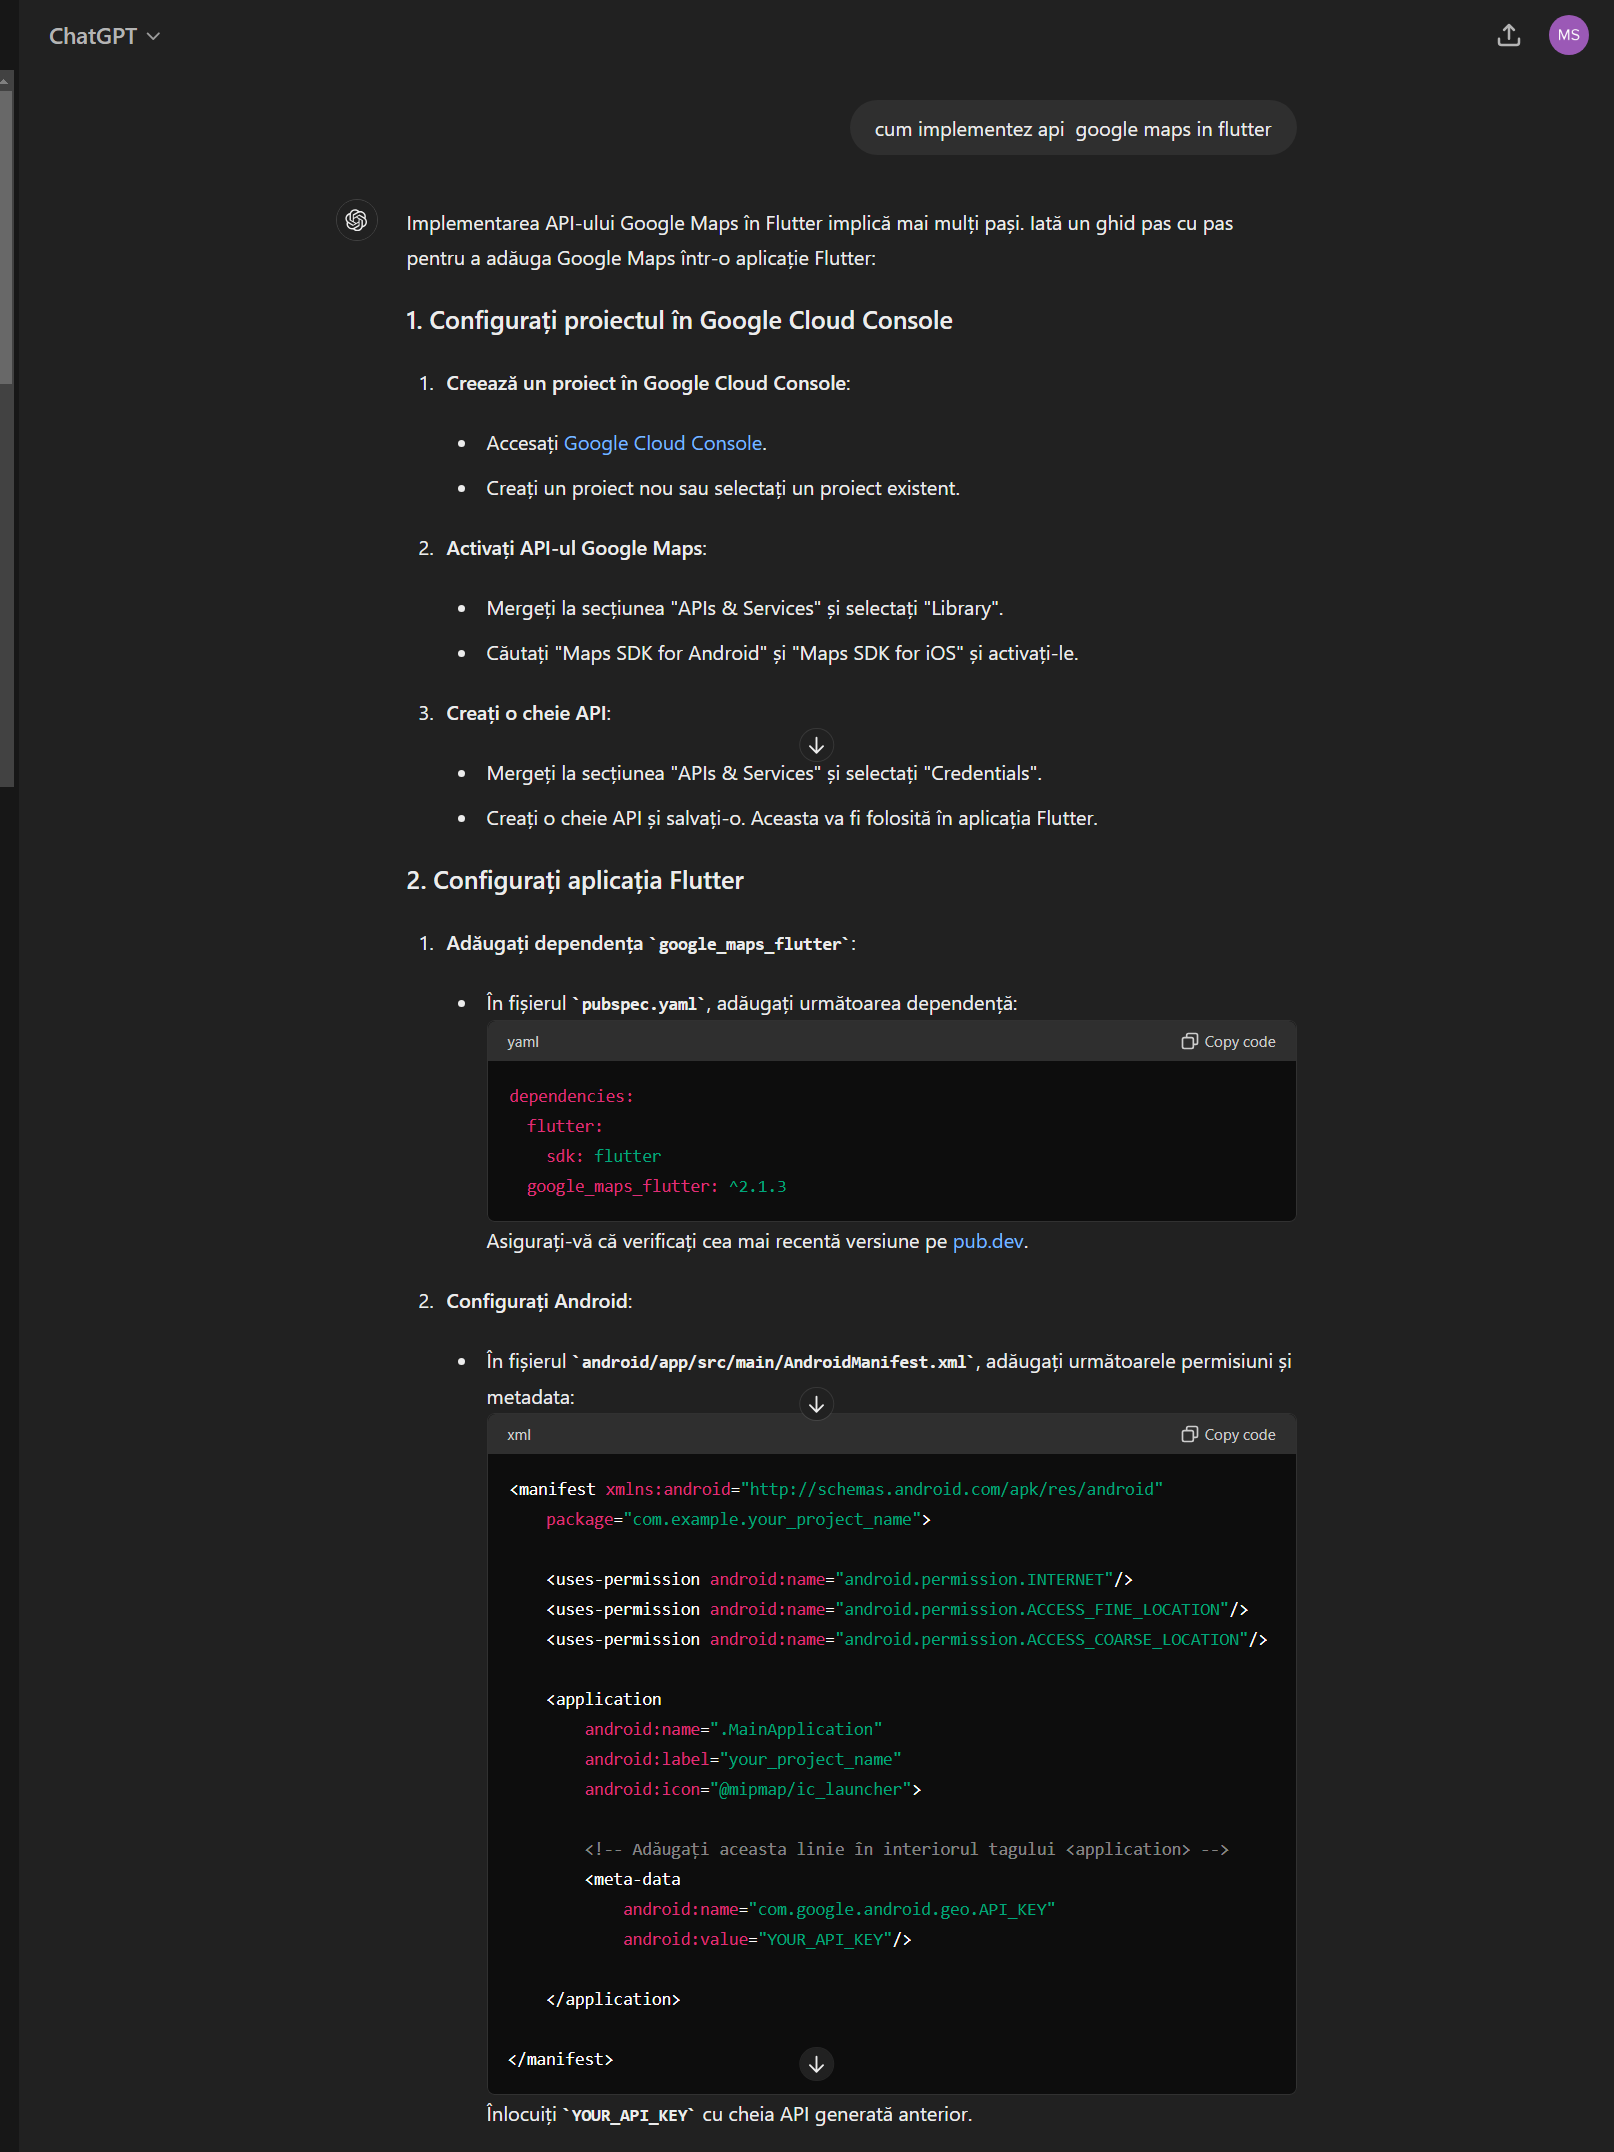 ChatGPT
MS
cum implementez api  google maps in flutter
Implementarea API-ului Google Maps în Flutter implică mai mulți pași. Iată un ghid pas cu pas
pentru a adăuga Google Maps într-o aplicație Flutter:
1. Configurați proiectul în Google Cloud Console
1. Creează un proiect în Google Cloud Console:
• Accesați Google Cloud Console.
• Creați un proiect nou sau selectați un proiect existent.
2. Activați API-ul Google Maps:
• Mergeți la secțiunea "APIs & Services" și selectați "Library".
• Căutați "Maps SDK for Android" și "Maps SDK for iOS" și activați-le.
3. Creați o cheie API:
• Mergeți la secțiunea "APIs & Services" și selectați "Credentials".
• Creați o cheie API și salvați-o. Aceasta va fi folosită în aplicația Flutter.
2. Configurați aplicația Flutter
1. Adăugați dependența `google_maps_flutter`:
• În fișierul `pubspec.yaml`, adăugați următoarea dependență:
yaml Copy code
dependencies:
  flutter:
    sdk: flutter
  google_maps_flutter: ^2.1.3
Asigurați-vă că verificați cea mai recentă versiune pe pub.dev.
2. Configurați Android:
• În fișierul `android/app/src/main/AndroidManifest.xml`, adăugați următoarele permisiuni și
metadata:
xml Copy code
<manifest xmlns:android="http://schemas.android.com/apk/res/android"
    package="com.example.your_project_name">
    <uses-permission android:name="android.permission.INTERNET"/>
    <uses-permission android:name="android.permission.ACCESS_FINE_LOCATION"/>
    <uses-permission android:name="android.permission.ACCESS_COARSE_LOCATION"/>
    <application
        android:name=".MainApplication"
        android:label="your_project_name"
        android:icon="@mipmap/ic_launcher">
        <!-- Adăugați aceasta linie în interiorul tagului <application> -->
        <meta-data
            android:name="com.google.android.geo.API_KEY"
            android:value="YOUR_API_KEY"/>
    </application>
</manifest>
Înlocuiți `YOUR_API_KEY` cu cheia API generată anterior.